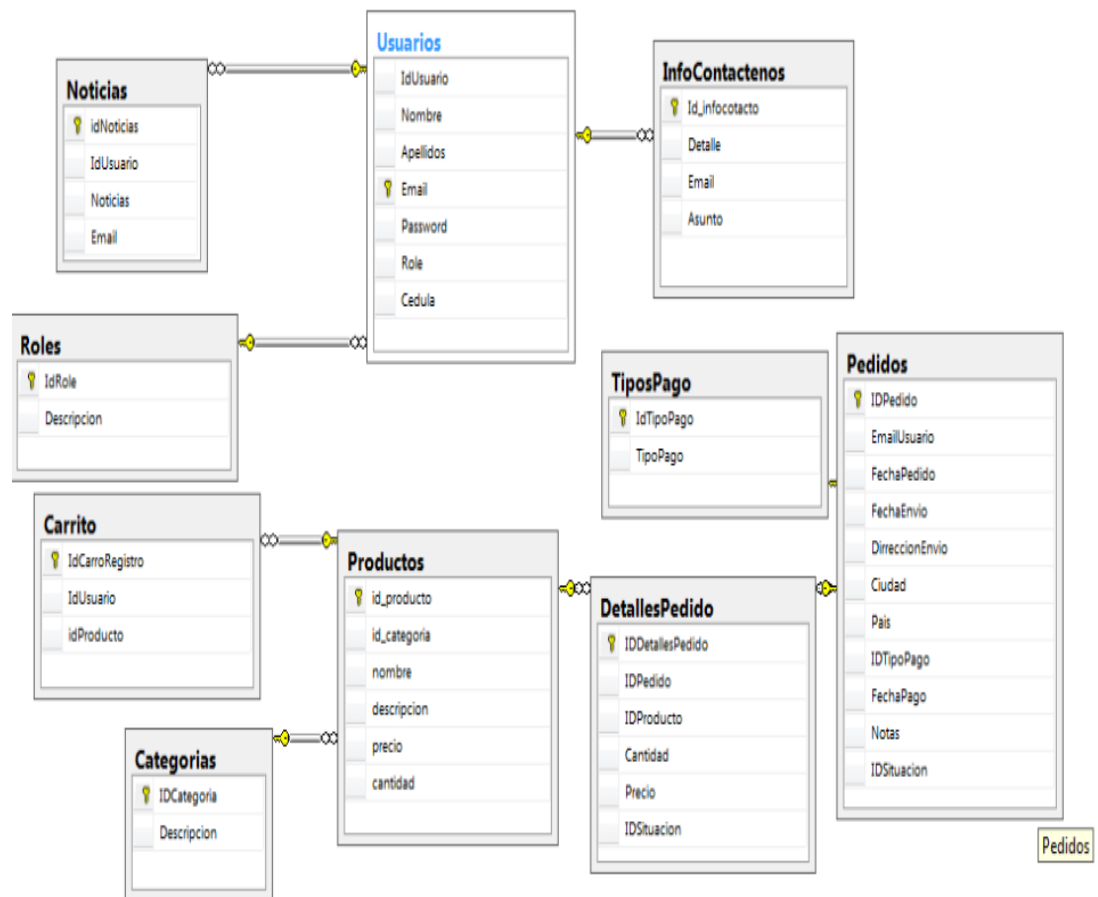 Noticias
idNoticias
IdUsuario
Noticias
Email
Usuarios
IdUsuario
Nombre
Apellidos
Email
Password
Role
Cedula
InfoContactenos
Id_infocotacto
Detalle
Email
Asunto
Roles
IdRole
Descripcion
TiposPago
IdTipoPago
TipoPago
Pedidos
IDPedido
EmailUsuario
FechaPedido
FechaEnvio
DirreccionEnvio
Ciudad
Pais
IDTipoPago
FechaPago
Notas
IDSituacion
Carrito
IdCarroRegistro
IdUsuario
idProducto
Productos
id_producto
id_categoria
nombre
descripcion
precio
cantidad
DetallesPedido
IDDetallesPedido
IDPedido
IDProducto
Cantidad
Precio
IDSituacion
Categorias
IDCategoria
Descripcion
Pedidos